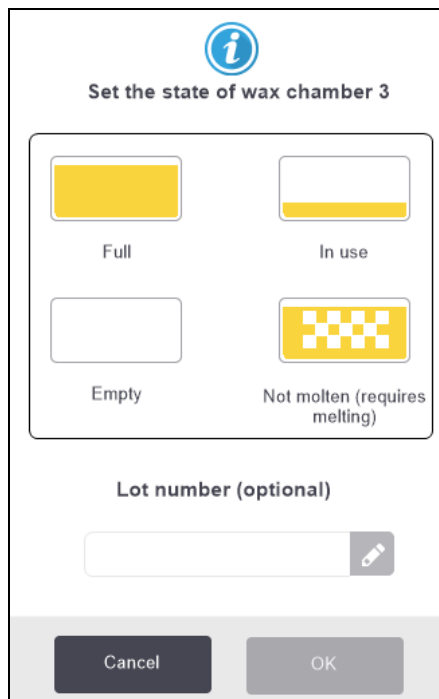 Set the state of wax chamber 3
Full
In use
Empty
Not molten (requires
melting)
Lot number (optional)
Cancel
OK